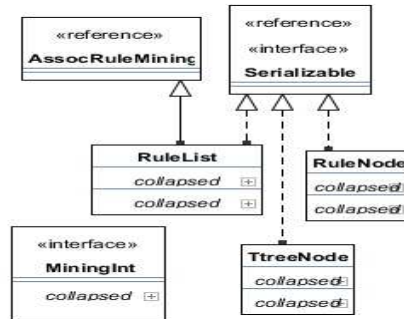 «reference»
AssocRuleMining
«reference»
«interface»
Serializable
RuleList
collapsed
collapsed
RuleNode
collapsed
collapsed
«interface»
MiningInt
collapsed
TtreeNode
collapsed
collapsed